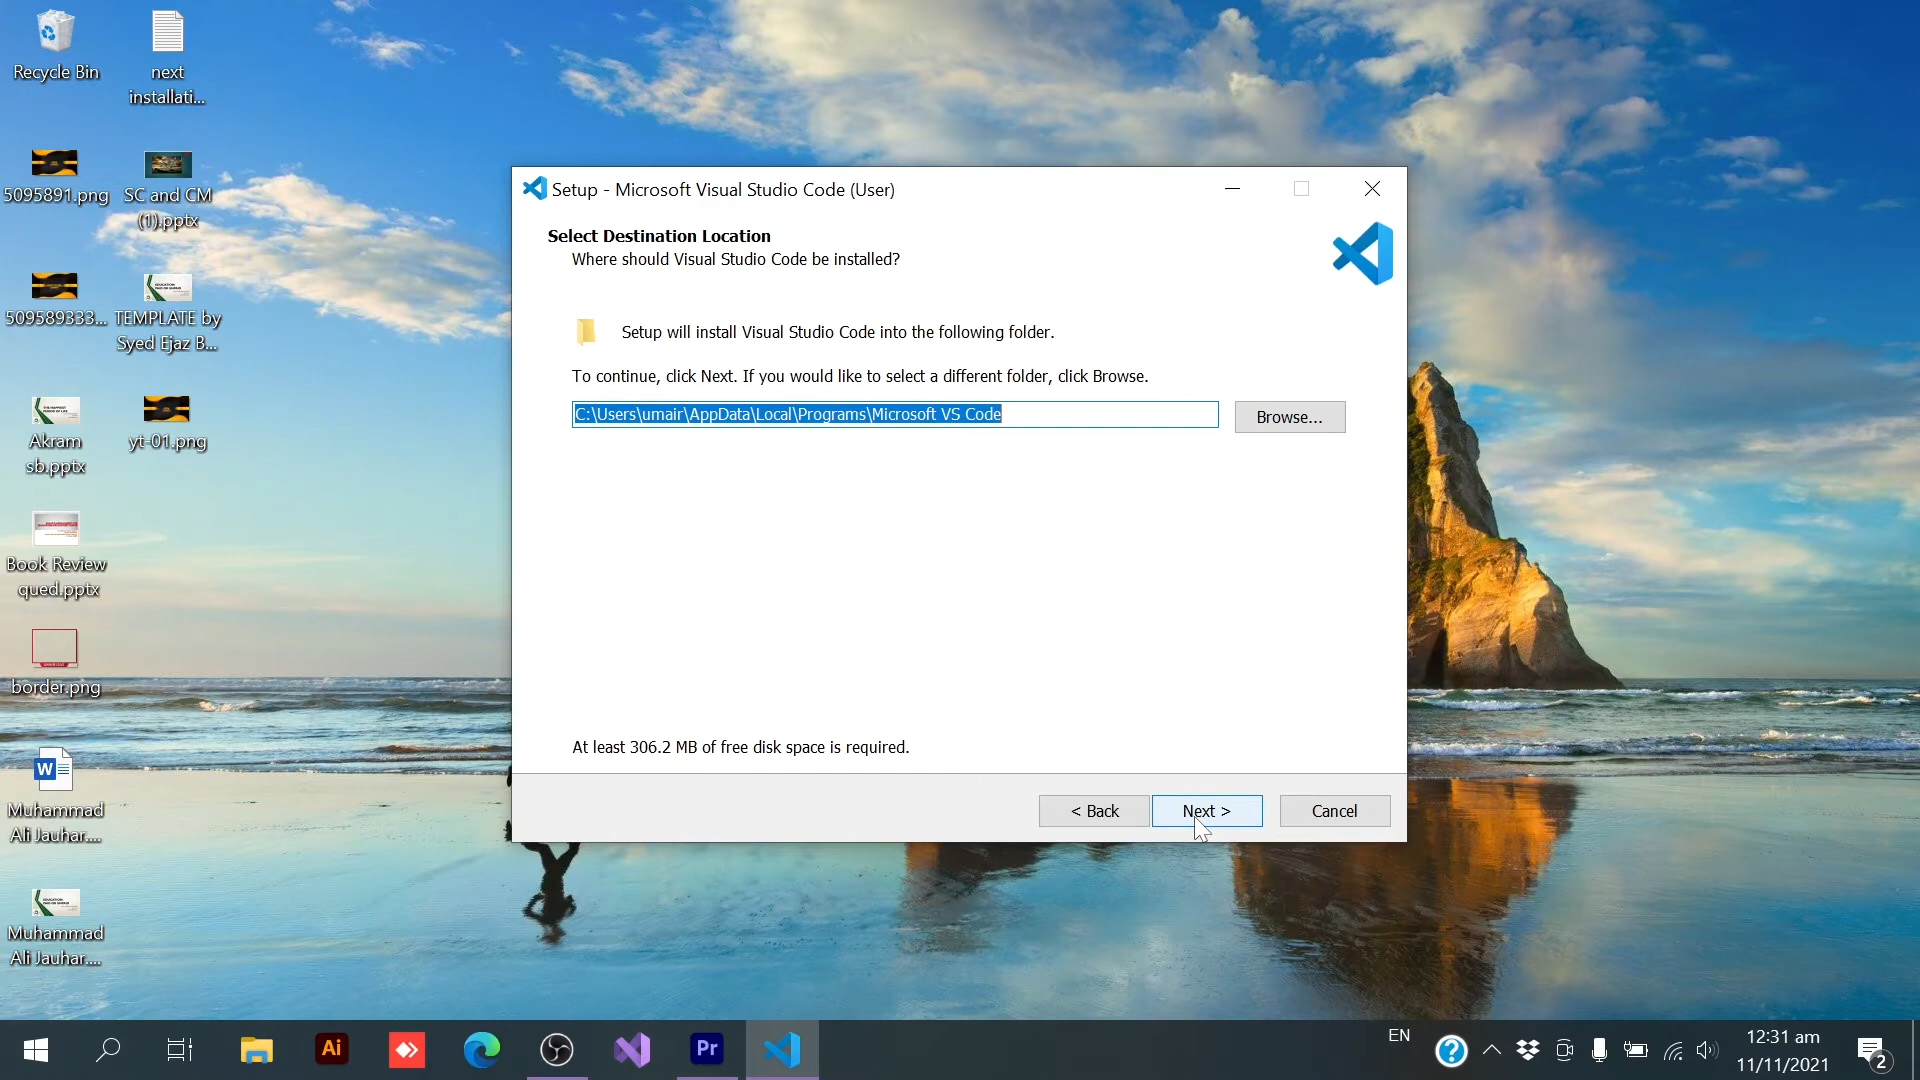 Recycle Bin
next
installati...
5095891.png
SC and CM
(1).pptx
509589333...
TEMPLATE by
Syed Ejaz B...
Akram
sb.pptx
yt-01.png
Book Review
qued.pptx
border.png
Muhammad
Ali Jauhar....
Muhammad
Ali Jauhar....
Setup - Microsoft Visual Studio Code (User)
Select Destination Location
Where should Visual Studio Code be installed?
Setup will install Visual Studio Code into the following folder.
To continue, click Next. If you would like to select a different folder, click Browse.
C:\Users\umair\AppData\Local\Programs\Microsoft VS Code
Browse...
At least 306.2 MB of free disk space is required.
< Back
Next >
Cancel
Ai
Pr
EN
12:31 am
11/11/2021
2